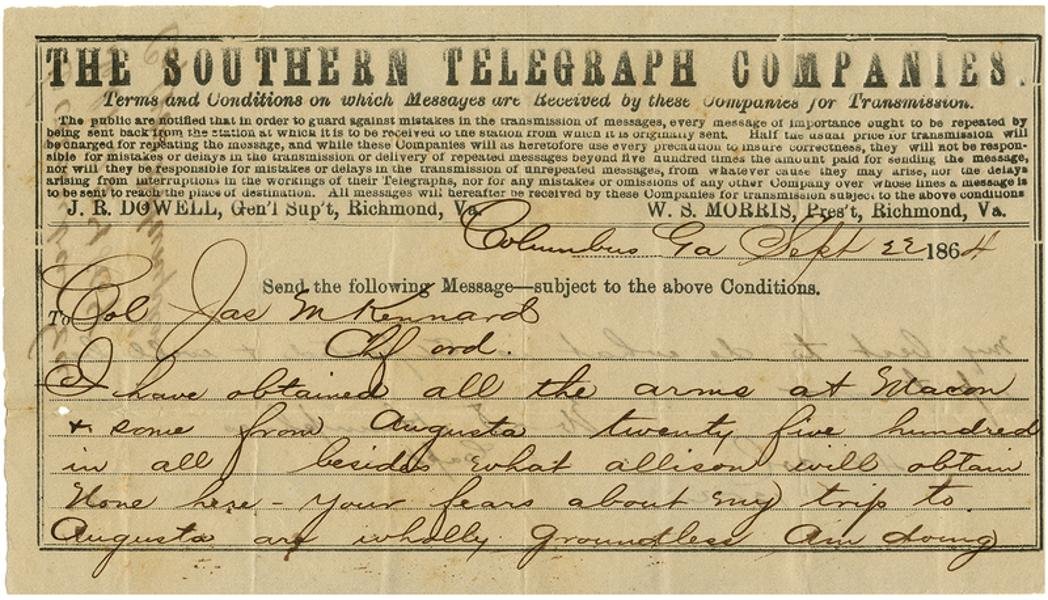 THE SOUTHERN TELEGRAPH COMPANIES.
Terms and Conditions on which Messages are Received by these Companies for Transmission.
The public are notified that in order to guard against mistakes in the transmission of messages, every message of importance ought to be repeated by
being sent back from the station at which it is to be received to the station from which it is originally sent. Half the usual price for transmission will
be charged for repeating the message, and while these Companies will as heretofore use every precaution to insure correctness, they will not be respon-
sible for mistakes or delays in the transmission or delivery of repeated messages beyond five hundred times the amount paid for sending the message,
nor will they be responsible for mistakes or delays in the transmission of unrepeated messages, from whatever cause they may arise, nor the delays
arising from interruptions in the workings of their Telegraphs, nor for any mistakes or omissions of any other Company over whose lines a message is
to be sent to reach the place of destination. All messages will hereafter be received by these Companies for transmission subject to the above conditions
J. R. DOWELL, Gen'l Sup't, Richmond, Va. W. S. MORRIS, Pres't, Richmond, Va.
Columbus Ga Sept 22 1864
Send the following Message—subject to the above Conditions.
To Col Jas M Kennard
Chf ord.
I have obtained all the arms at Macon
& some from Augusta twenty five hundred
in all besides what allison will obtain
None here - your fears about my trip to
Augusta are wholly groundless Am doing